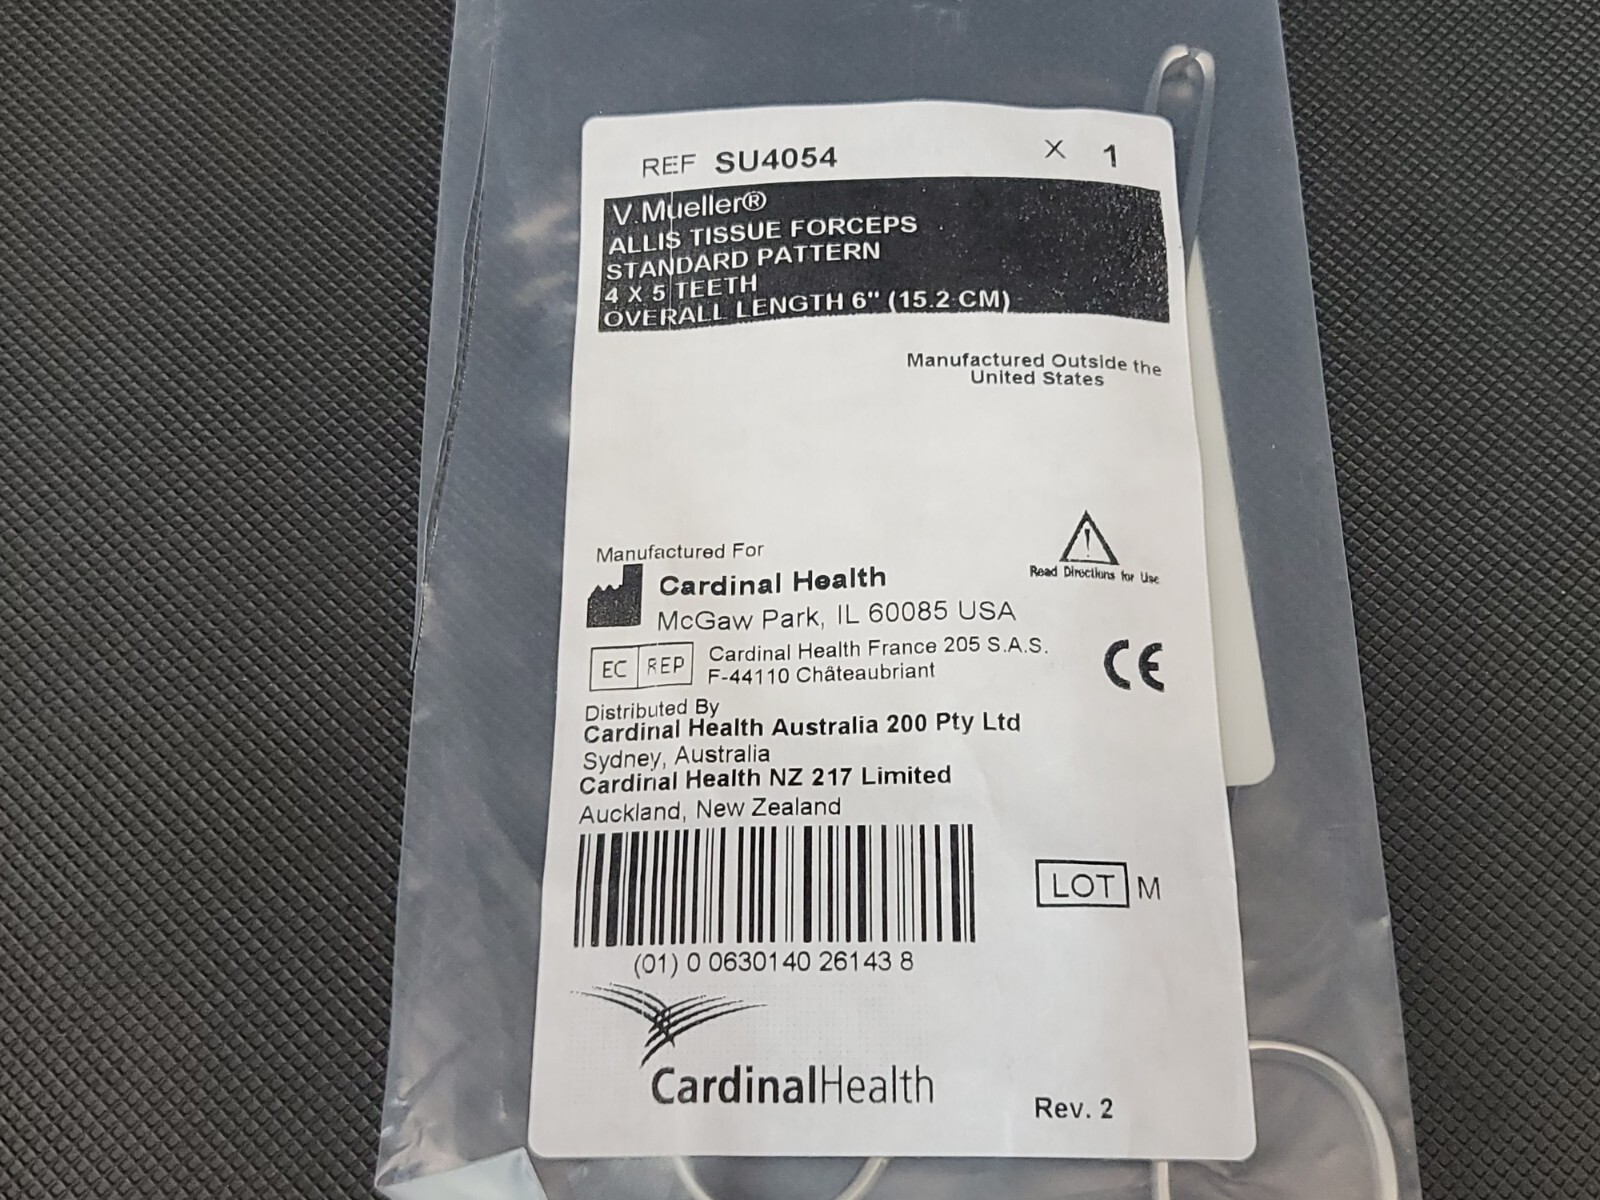 REF SU4054 X 1
V.Mueller®
ALLIS TISSUE FORCEPS
STANDARD PATTERN
4 X 5 TEETH
OVERALL LENGTH 6" (15.2 CM)
Manufactured Outside the
United States
Manufactured For
Cardinal Health
McGaw Park, IL 60085 USA
Read Directions for Use
EC REP
Cardinal Health France 205 S.A.S.
F-44110 Châteaubriant
CE
Distributed By
Cardinal Health Australia 200 Pty Ltd
Sydney, Australia
Cardinal Health NZ 217 Limited
Auckland, New Zealand
LOT M
(01) 0 0630140 26143 8
CardinalHealth
Rev. 2